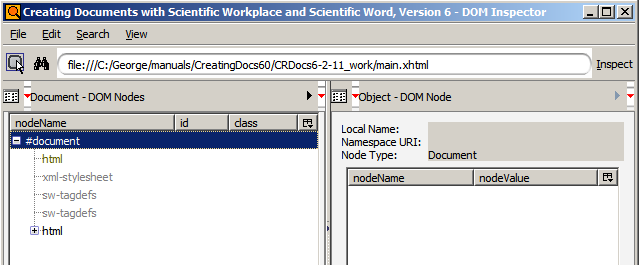 Creating Documents with Scientific Workplace and Scientific Word, Version 6 - DOM Inspector
File Edit Search View
file:///C:/George/manuals/CreatingDocs60/CRDocs6-2-11_work/main.xhtml Inspect
Document - DOM Nodes
nodeName id class
#document
html
xml-stylesheet
sw-tagdefs
sw-tagdefs
html
Object - DOM Node
Local Name:
Namespace URI:
Node Type: Document
nodeName nodeValue